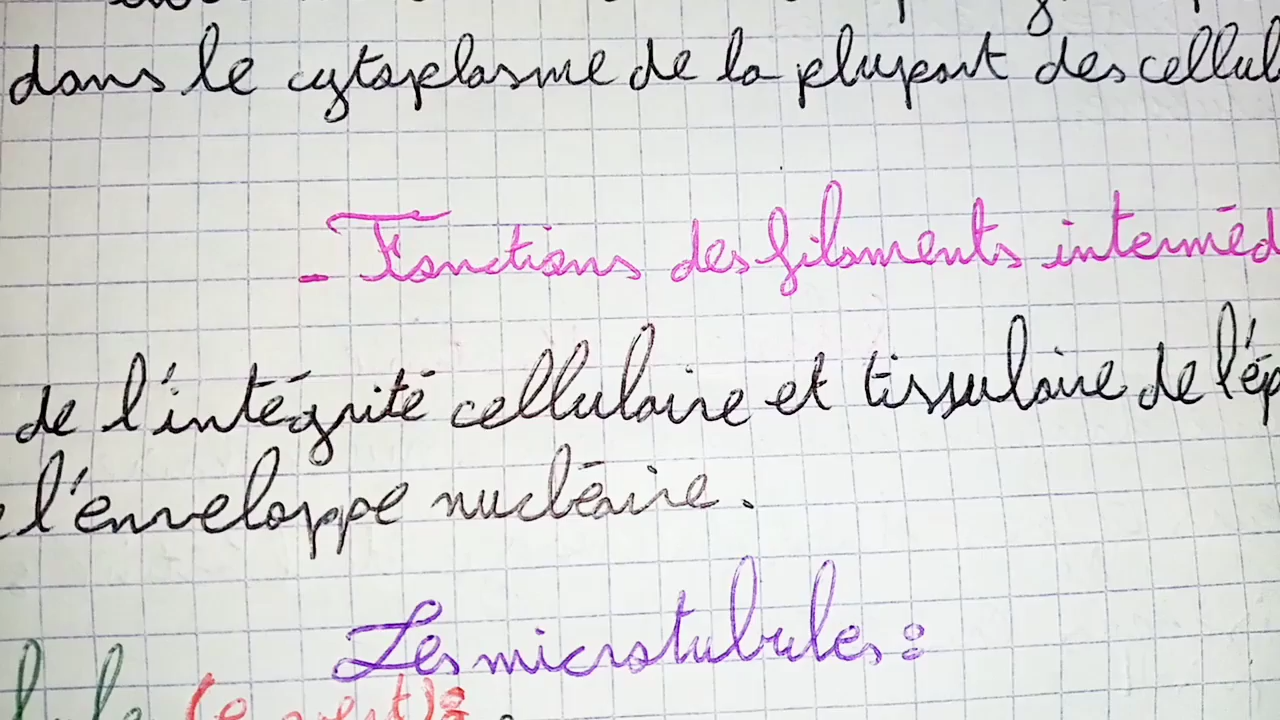 dans le cytoplasme de la plupart des cellul
- Fonctions des filaments interméd
de l'intégrité cellulaire et tissulaire de l'ép
l'enveloppe nucléaire.
Les microtubules :